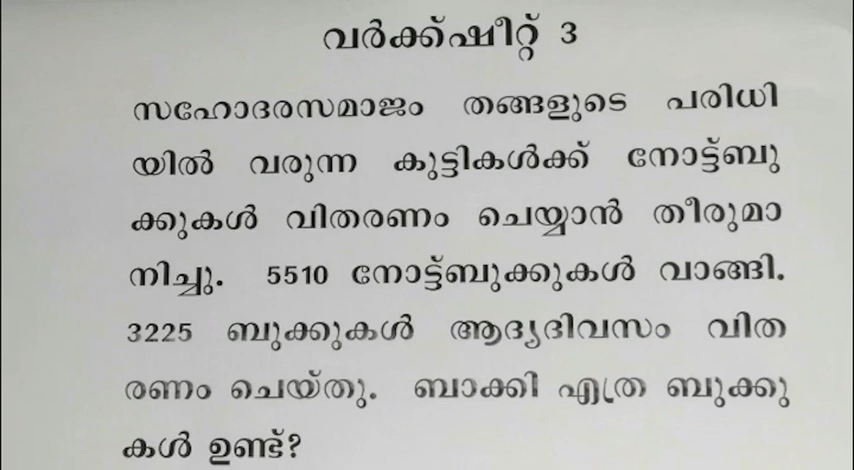 വർക്ക്ഷീറ്റ് 3
സഹോദരസമാജം തങ്ങളുടെ പരിധി
യിൽ വരുന്ന കുട്ടികൾക്ക് നോട്ട്ബു
ക്കുകൾ വിതരണം ചെയ്യാൻ തീരുമാ
നിച്ചു. 5510 നോട്ട്ബുക്കുകൾ വാങ്ങി.
3225 ബുക്കുകൾ ആദ്യദിവസം വിത
രണം ചെയ്തു. ബാക്കി എത്ര ബുക്കു
കൾ ഉണ്ട്?